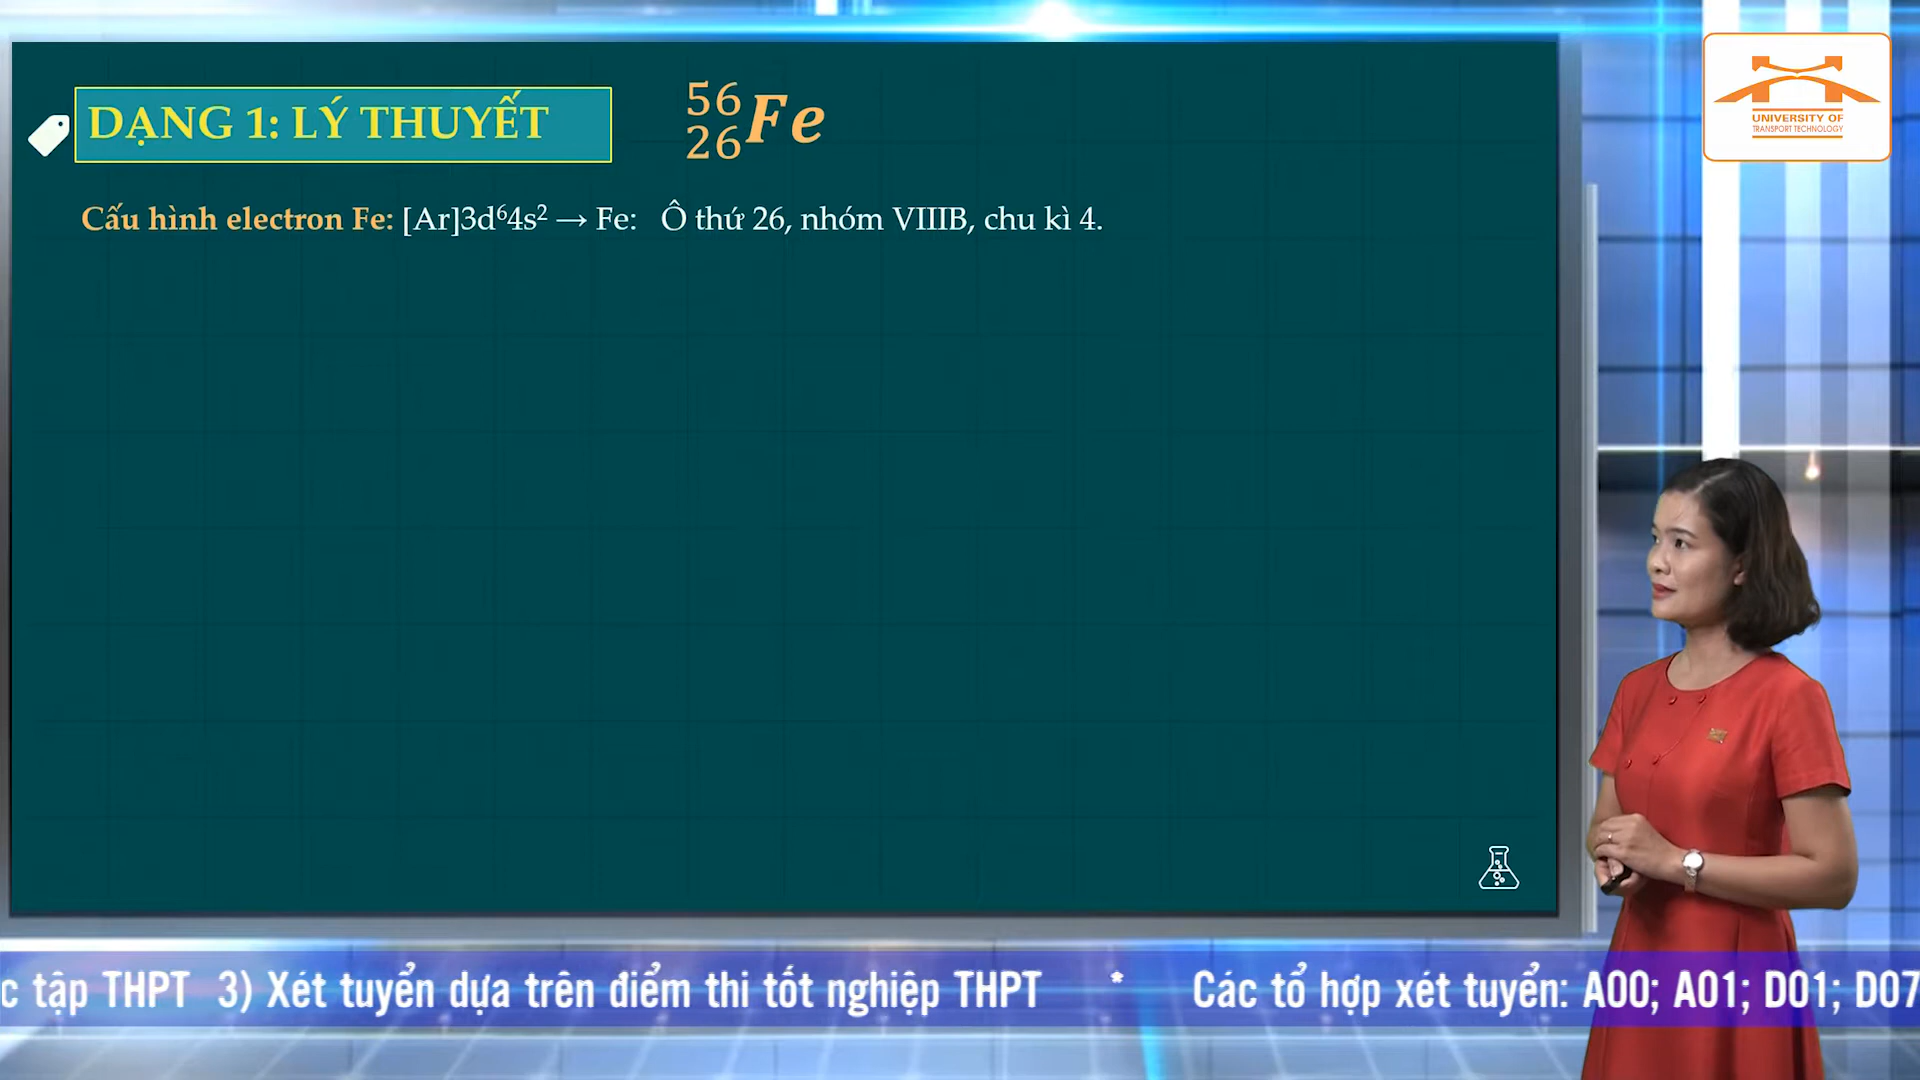 DẠNG 1: LÝ THUYẾT
⁵⁶₂₆Fe
Cấu hình electron Fe: [Ar]3d⁶4s² → Fe: Ô thứ 26, nhóm VIIIB, chu kì 4.
UNIVERSITY OF
TRANSPORT TECHNOLOGY
c tập THPT 3) Xét tuyển dựa trên điểm thi tốt nghiệp THPT * Các tổ hợp xét tuyển: A00; A01; D01; D07